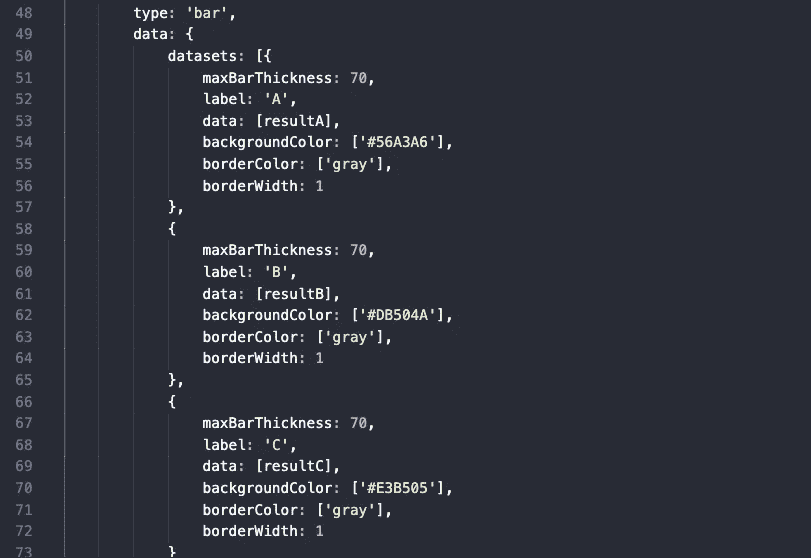 48 type: 'bar',
49 data: {
50 datasets: [{
51 maxBarThickness: 70,
52 label: 'A',
53 data: [resultA],
54 backgroundColor: ['#56A3A6'],
55 borderColor: ['gray'],
56 borderWidth: 1
57 },
58 {
59 maxBarThickness: 70,
60 label: 'B',
61 data: [resultB],
62 backgroundColor: ['#DB504A'],
63 borderColor: ['gray'],
64 borderWidth: 1
65 },
66 {
67 maxBarThickness: 70,
68 label: 'C',
69 data: [resultC],
70 backgroundColor: ['#E3B505'],
71 borderColor: ['gray'],
72 borderWidth: 1
73 }